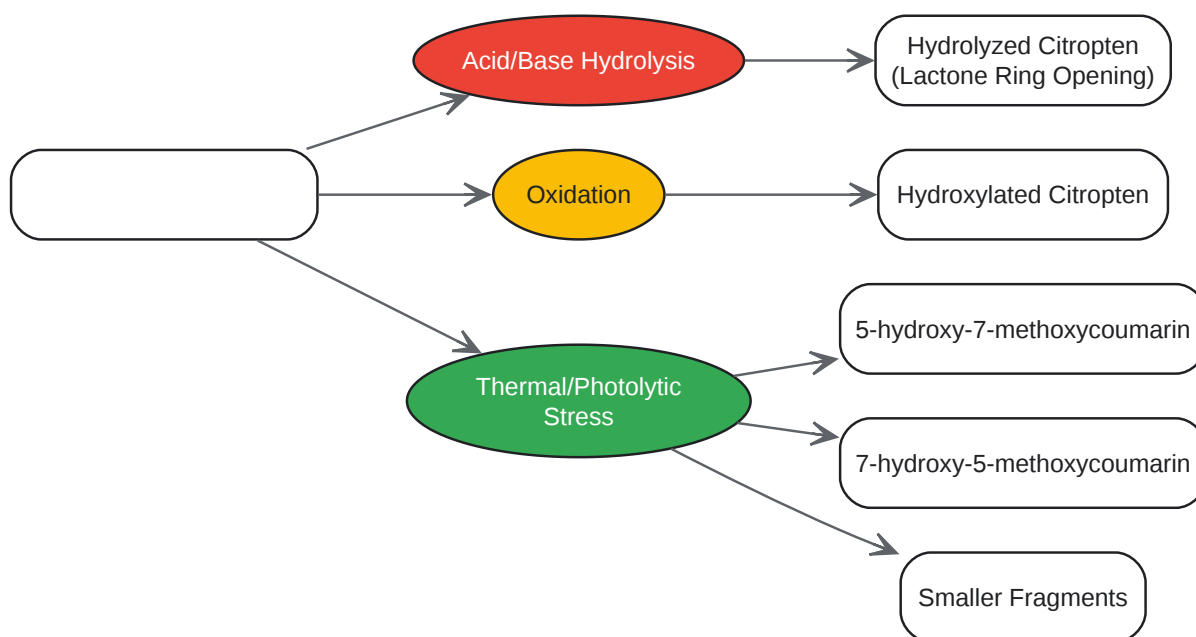 Acid/Base Hydrolysis
Hydrolyzed Citropten
(Lactone Ring Opening)
Oxidation
Hydroxylated Citropten
Thermal/Photolytic
Stress
5-hydroxy-7-methoxycoumarin
7-hydroxy-5-methoxycoumarin
Smaller Fragments